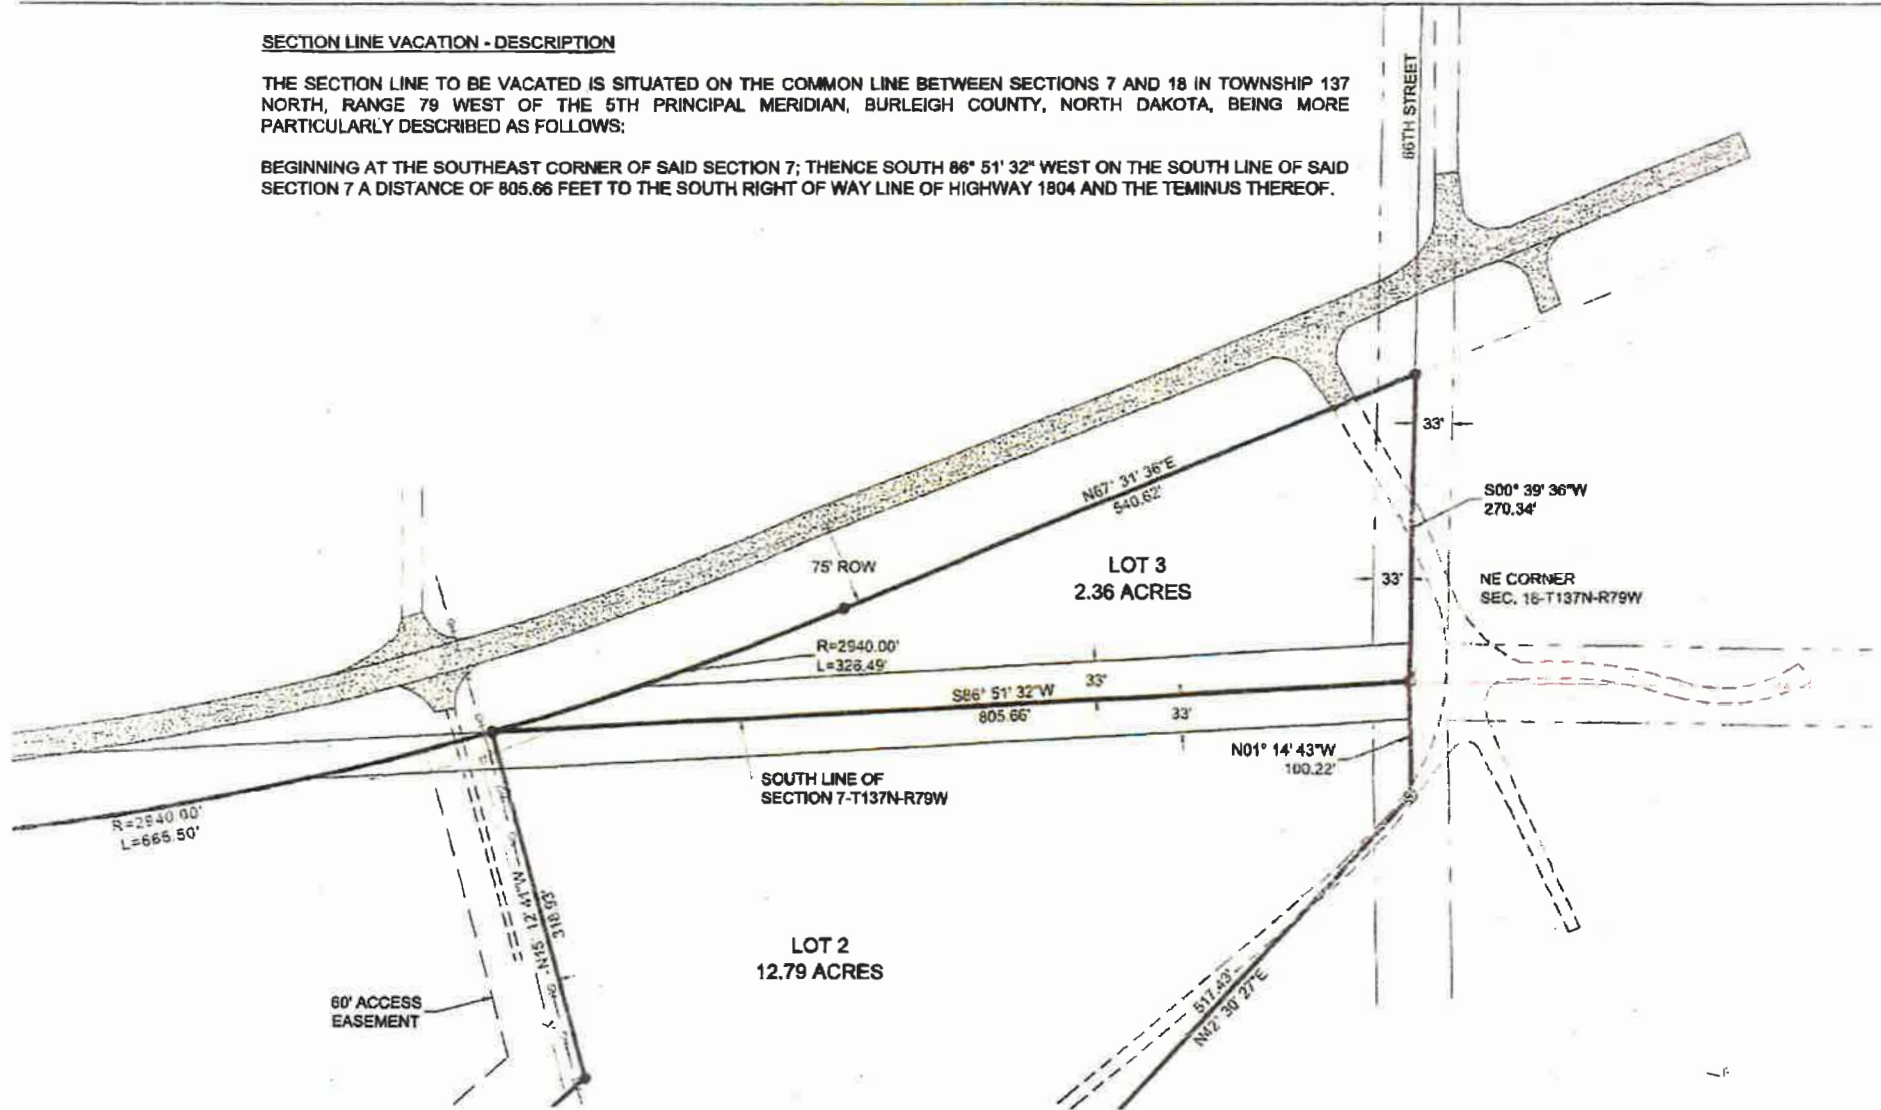 SECTION LINE VACATION - DESCRIPTION
THE SECTION LINE TO BE VACATED IS SITUATED ON THE COMMON LINE BETWEEN SECTIONS 7 AND 18 IN TOWNSHIP 137
NORTH, RANGE 79 WEST OF THE 5TH PRINCIPAL MERIDIAN, BURLEIGH COUNTY, NORTH DAKOTA, BEING MORE
PARTICULARLY DESCRIBED AS FOLLOWS:
BEGINNING AT THE SOUTHEAST CORNER OF SAID SECTION 7; THENCE SOUTH 86° 51' 32" WEST ON THE SOUTH LINE OF SAID
SECTION 7 A DISTANCE OF 805.66 FEET TO THE SOUTH RIGHT OF WAY LINE OF HIGHWAY 1804 AND THE TEMINUS THEREOF.
66TH STREET
33'
N67° 31' 36"E
540.62'
S00° 39' 36"W
270.34'
75' ROW
LOT 3
2.36 ACRES
33'
NE CORNER
SEC. 18-T137N-R79W
R=2940.00'
L=326.49'
33'
S86° 51' 32"W
805.66'
33'
N01° 14' 43"W
100.22'
SOUTH LINE OF
SECTION 7-T137N-R79W
R=2940.00'
L=665.50'
N15° 12' 41"W
318.93'
LOT 2
12.79 ACRES
60' ACCESS
EASEMENT
517.43'
N42° 30' 27"E